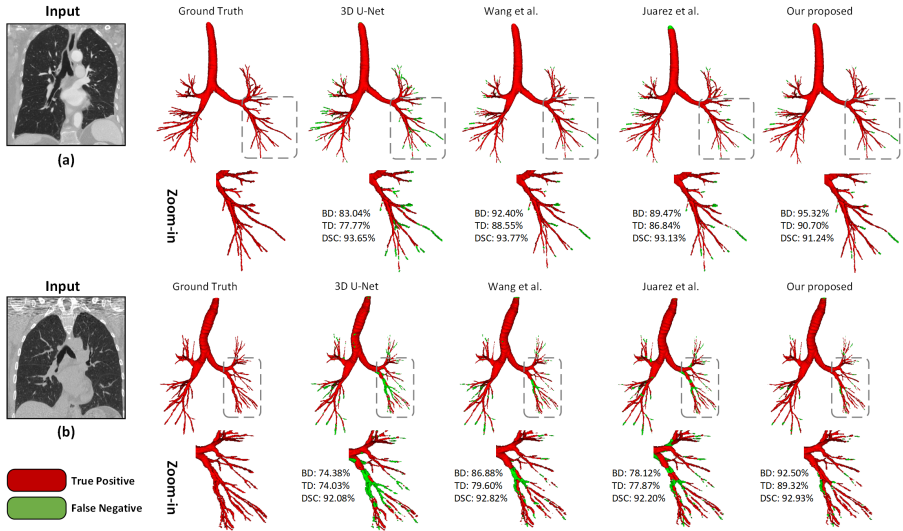 Input
Ground Truth
3D U-Net
Wang et al.
Juarez et al.
Our proposed
(a)
Zoom-in
BD: 83.04%
TD: 77.77%
DSC: 93.65%
BD: 92.40%
TD: 88.55%
DSC: 93.77%
BD: 89.47%
TD: 86.84%
DSC: 93.13%
BD: 95.32%
TD: 90.70%
DSC: 91.24%
Input
Ground Truth
3D U-Net
Wang et al.
Juarez et al.
Our proposed
(b)
Zoom-in
BD: 74.38%
TD: 74.03%
DSC: 92.08%
BD: 86.88%
TD: 79.60%
DSC: 92.82%
BD: 78.12%
TD: 77.87%
DSC: 92.20%
BD: 92.50%
TD: 89.32%
DSC: 92.93%
True Positive
False Negative